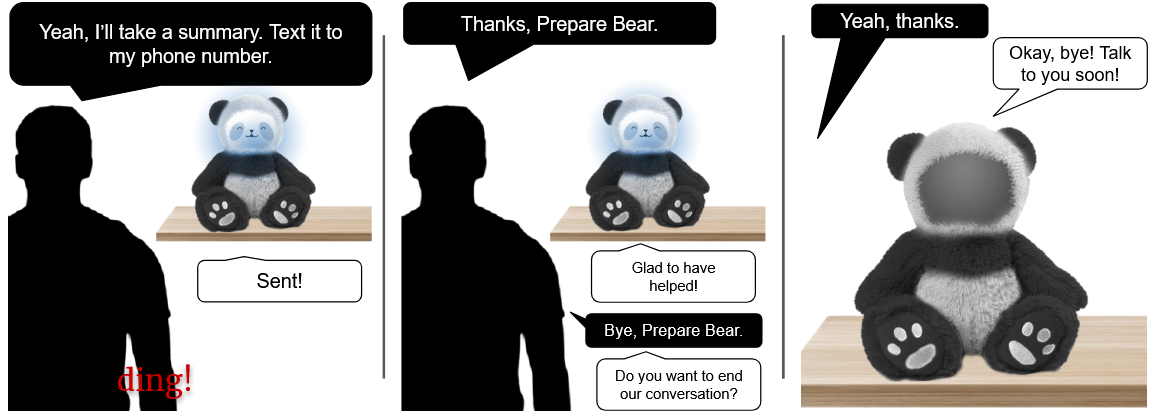 Yeah, I'll take a summary. Text it to
my phone number.
Sent!
ding!
Thanks, Prepare Bear.
Glad to have
helped!
Bye, Prepare Bear.
Do you want to end
our conversation?
Yeah, thanks.
Okay, bye! Talk
to you soon!